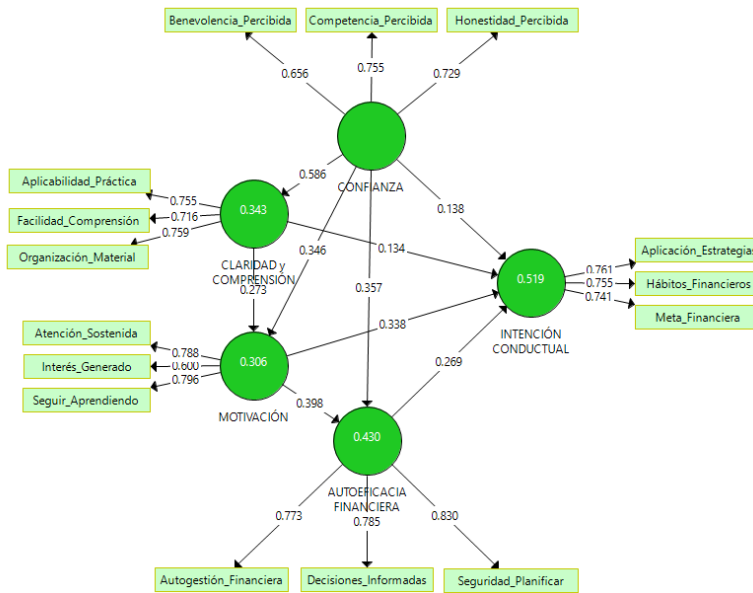 Benevolencia_Percibida
Competencia_Percibida
Honestidad_Percibida
0.656
0.755
0.729
CONFIANZA
0.586
0.138
Aplicabilidad_Práctica
Facilidad_Comprensión
Organización_Material
0.755
0.716
0.759
0.343
CLARIDAD y
COMPRENSIÓN
0.346
0.134
0.357
0.273
0.519
INTENCIÓN
CONDUCTUAL
0.761
0.755
0.741
Aplicación_Estrategias
Hábitos_Financieros
Meta_Financiera
Atención_Sostenida
Interés_Generado
Seguir_Aprendiendo
0.788
0.600
0.796
0.306
MOTIVACIÓN
0.338
0.398
0.269
0.430
AUTOEFICACIA
FINANCIERA
0.773
0.785
0.830
Autogestión_Financiera
Decisiones_Informadas
Seguridad_Planificar